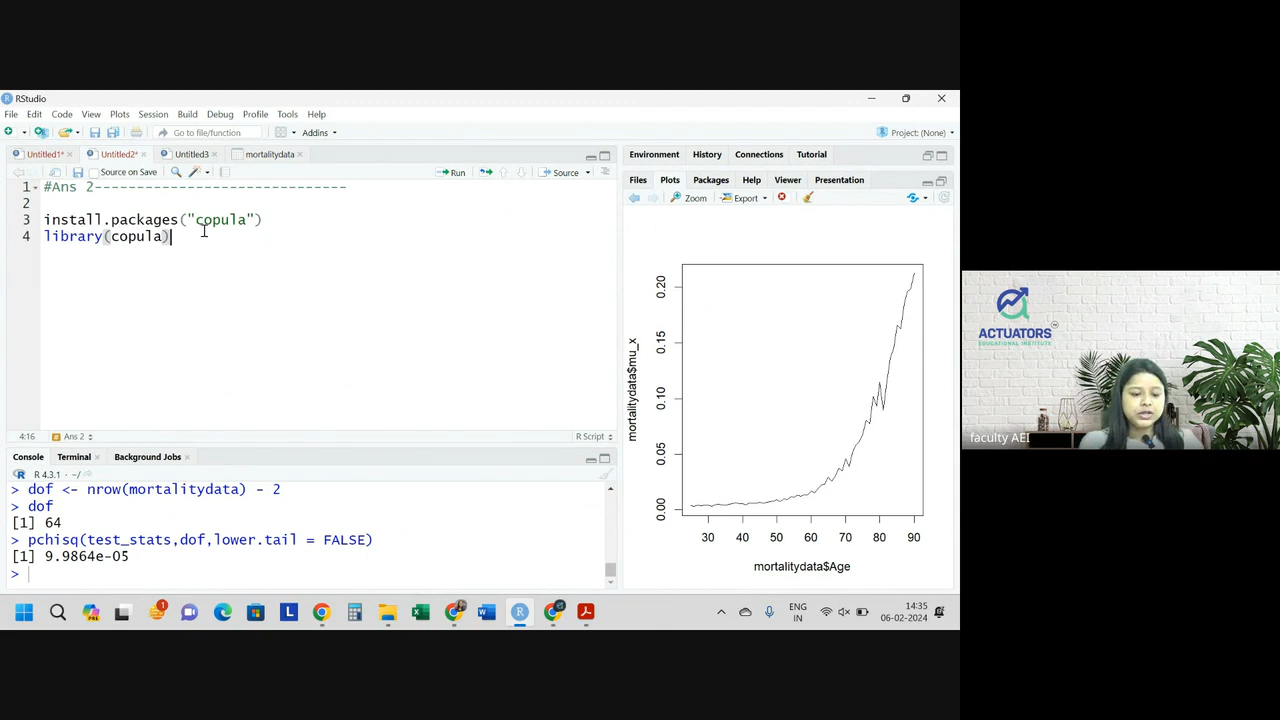 RStudio
File Edit Code View Plots Session Build Debug Profile Tools Help
Go to file/function Addins Project: (None)
Untitled1* Untitled2* Untitled3 mortalitydata
Source on Save Run Source
1 #Ans 2------------------------------
2
3 install.packages("copula")
4 library(copula)
4:16 Ans 2 R Script
Console Terminal Background Jobs
R 4.3.1 · ~/
> dof <- nrow(mortalitydata) - 2
> dof
[1] 64
> pchisq(test_stats,dof,lower.tail = FALSE)
[1] 9.9864e-05
>
Environment History Connections Tutorial
Files Plots Packages Help Viewer Presentation
Zoom Export
mortalitydata$mu_x
0.20
0.15
0.10
0.05
0.00
30 40 50 60 70 80 90
mortalitydata$Age
ACTUATORS
EDUCATIONAL INSTITUTE
faculty AEI
1
PRE
L
ENG
IN
14:35
06-02-2024